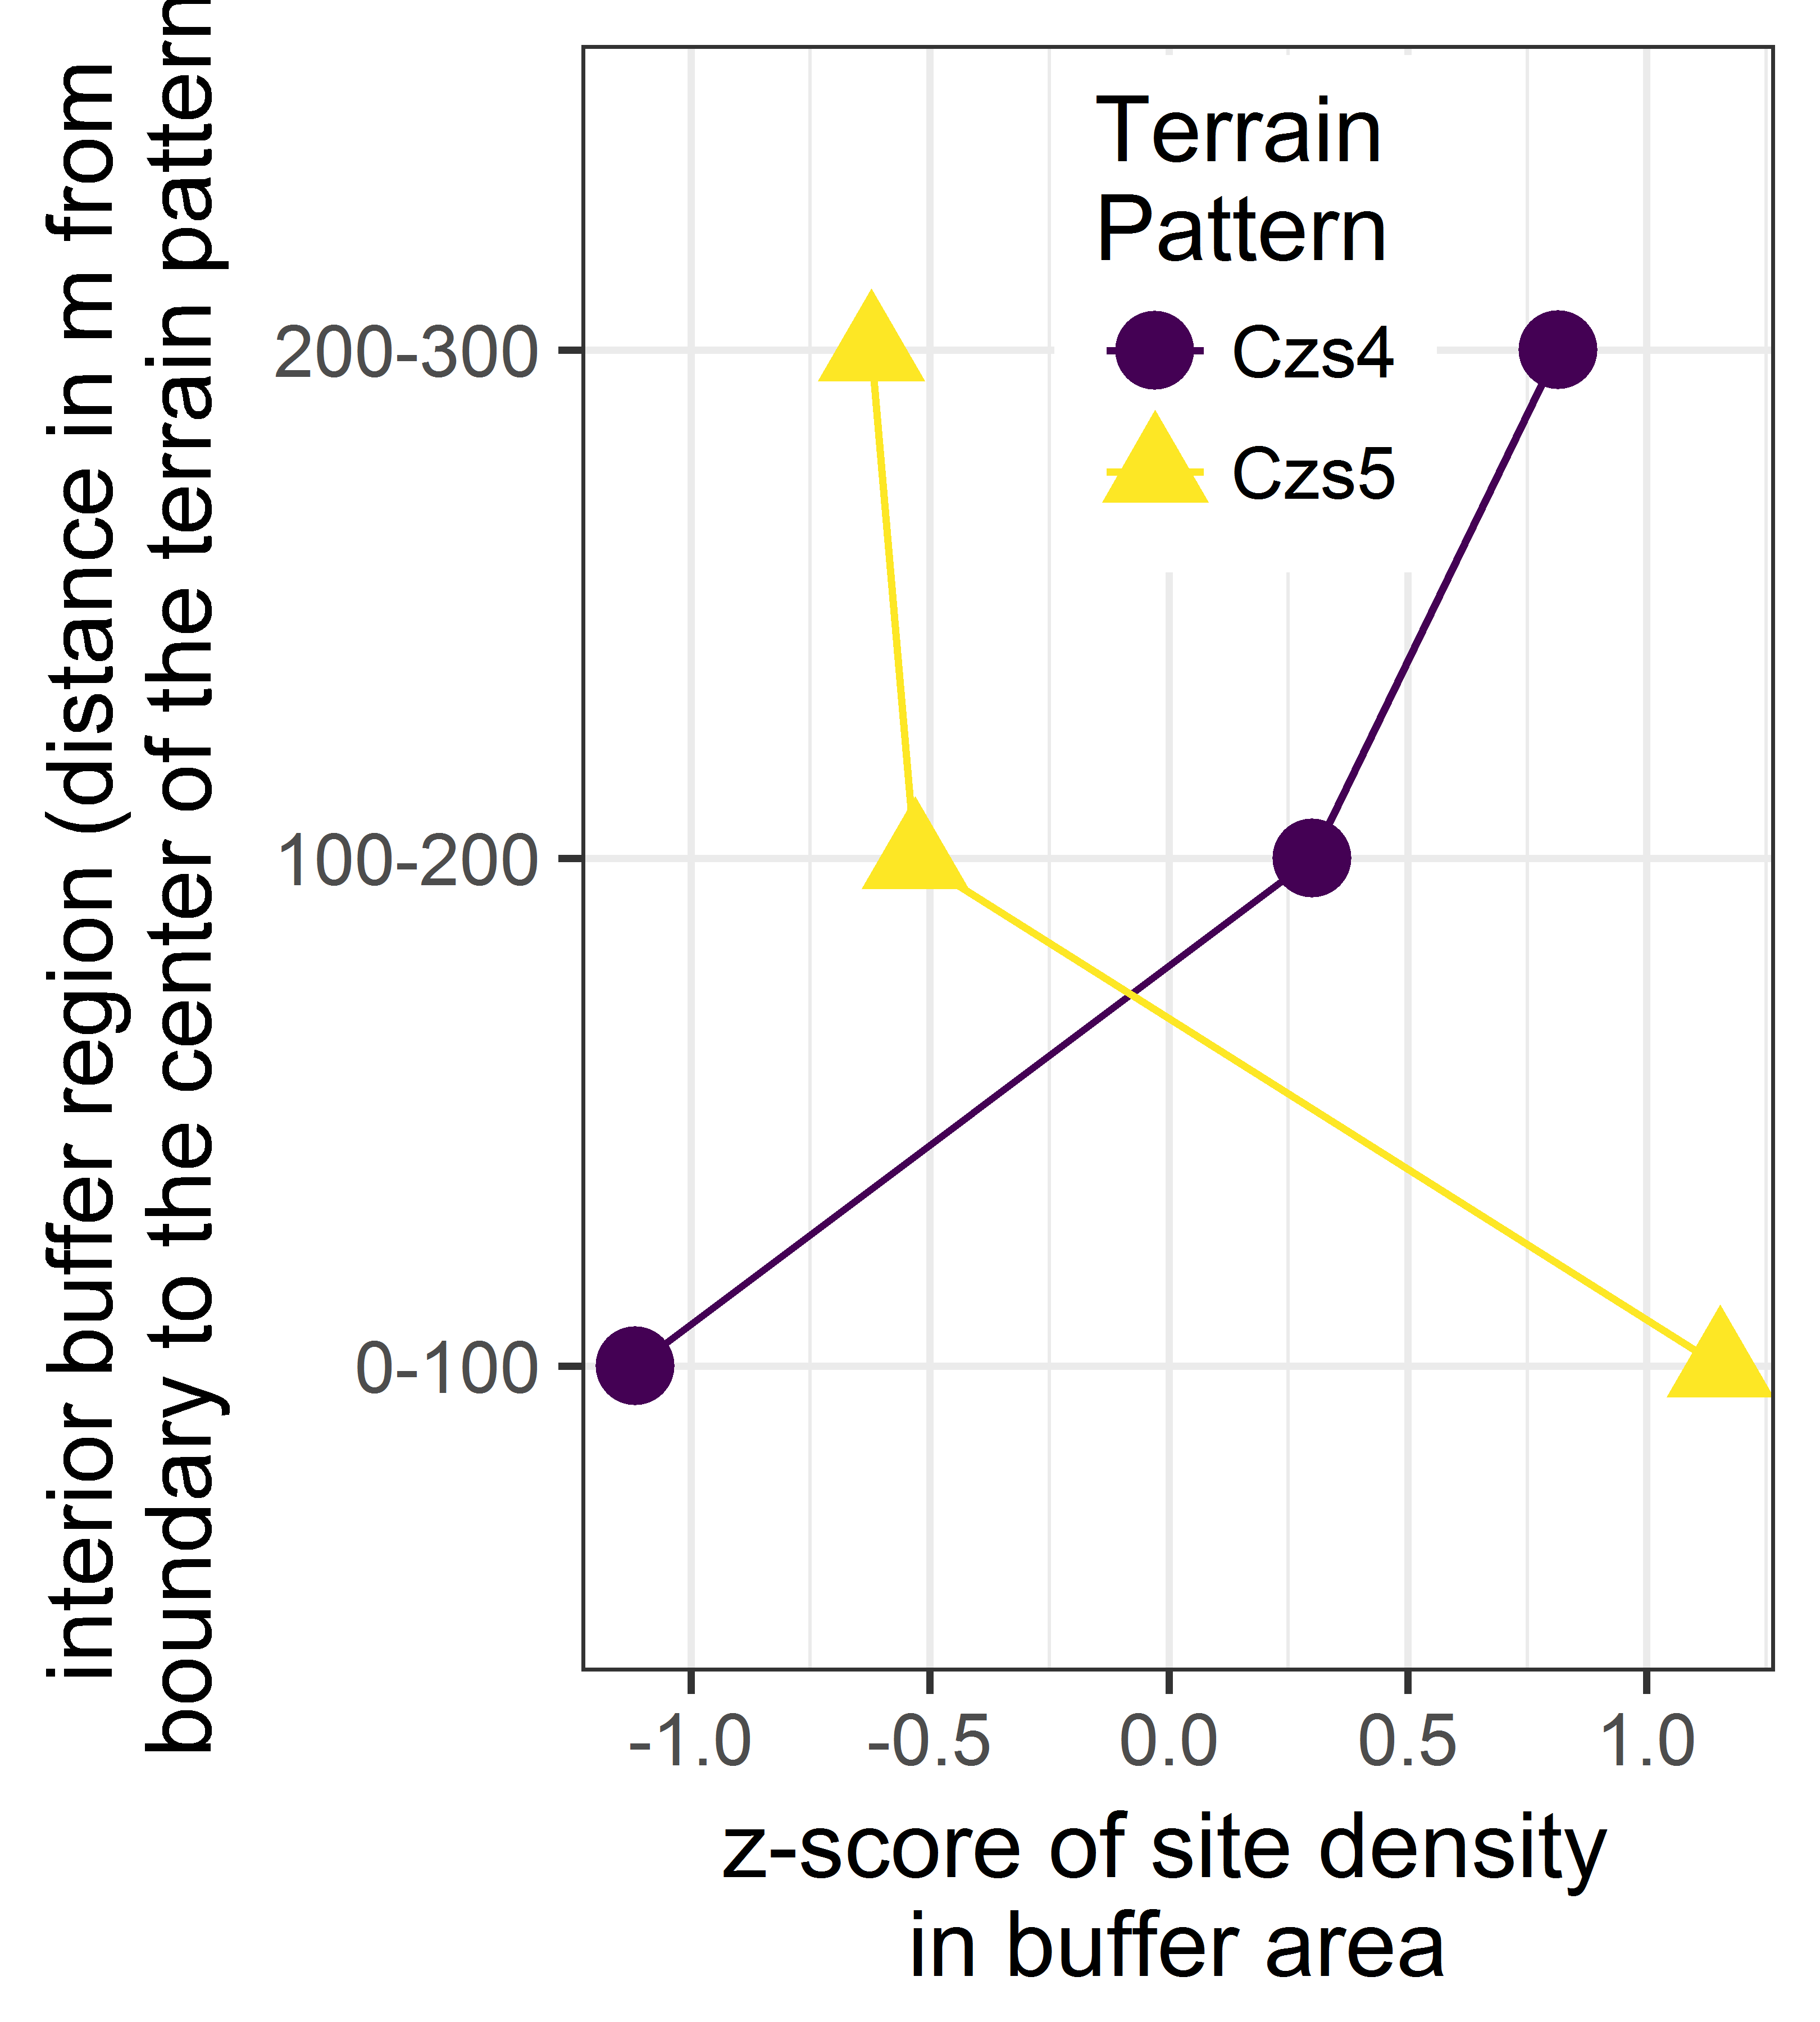 interior buffer region (distance in m from
boundary to the center of the terrain pattern
200-300
100-200
0-100
Terrain
Pattern
Czs4
Czs5
-1.0
-0.5
0.0
0.5
1.0
z-score of site density
in buffer area